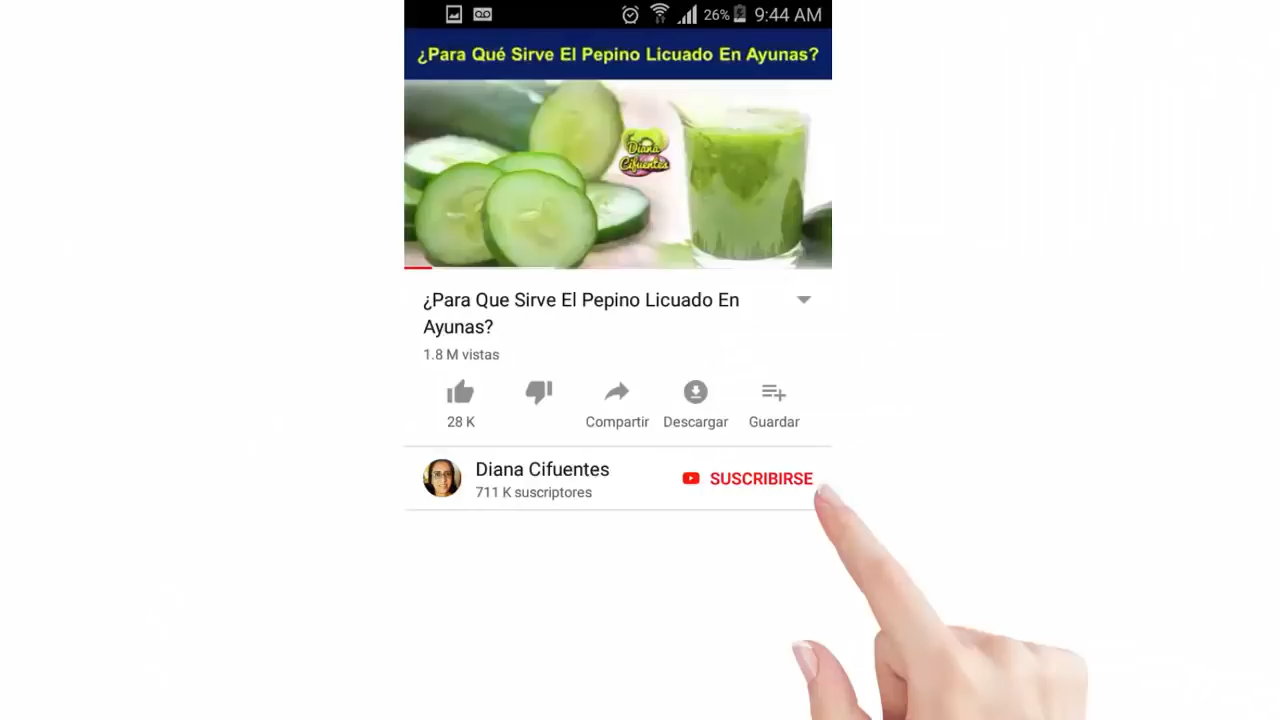 26% 9:44 AM
¿Para Qué Sirve El Pepino Licuado En Ayunas?
Diana
Cifuentes
¿Para Que Sirve El Pepino Licuado En
Ayunas?
1.8 M vistas
28 K Compartir Descargar Guardar
Diana Cifuentes
SUSCRIBIRSE
711 K suscriptores